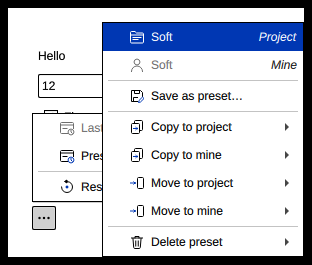 Hello
12
Las
Pres
Res
...
Soft Project
Soft Mine
Save as preset…
Copy to project
Copy to mine
Move to project
Move to mine
Delete preset